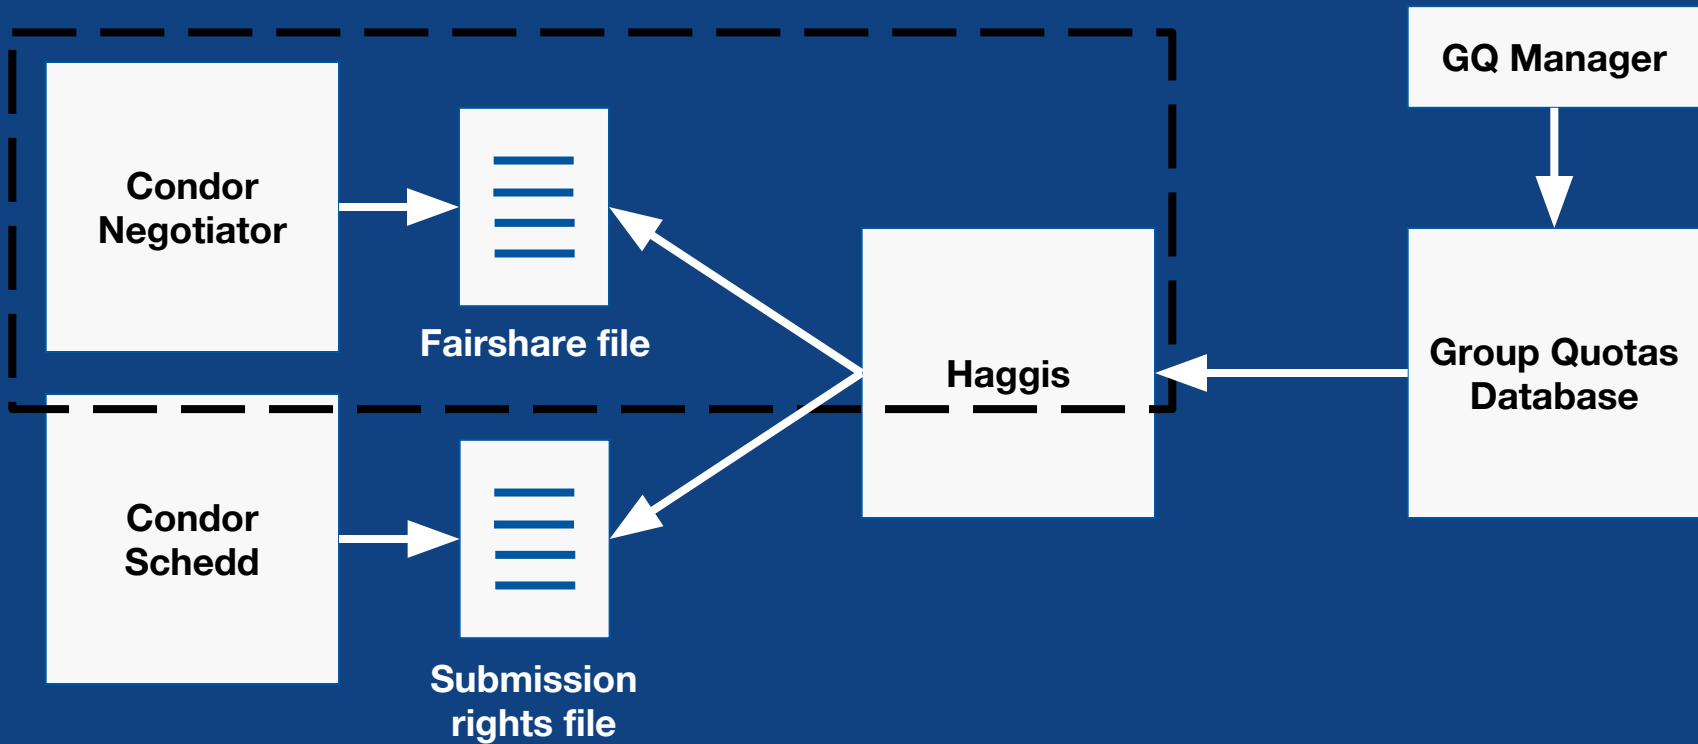 GQ Manager
Condor
Negotiator
Fairshare file
Haggis
Group Quotas
Database
Condor
Schedd
Submission
rights file